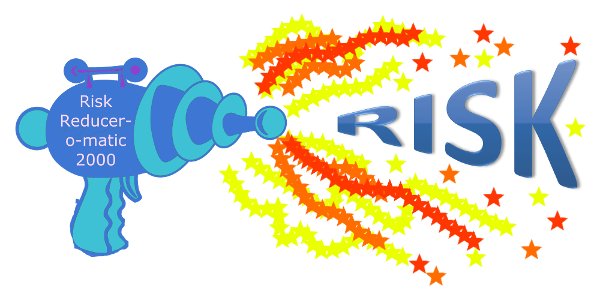 Risk
Reducer-
o-matic
2000
RISK